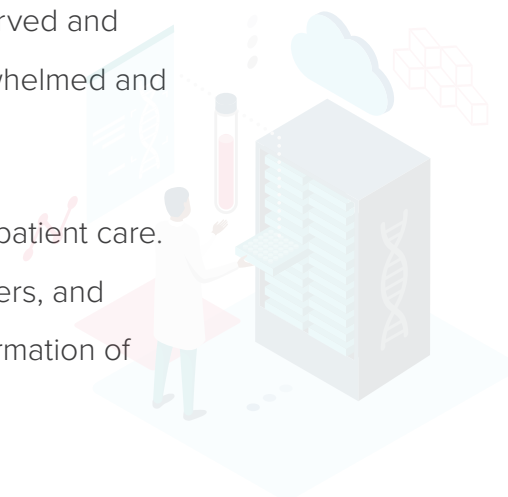 rved and
whelmed and
patient care.
ers, and
rmation of